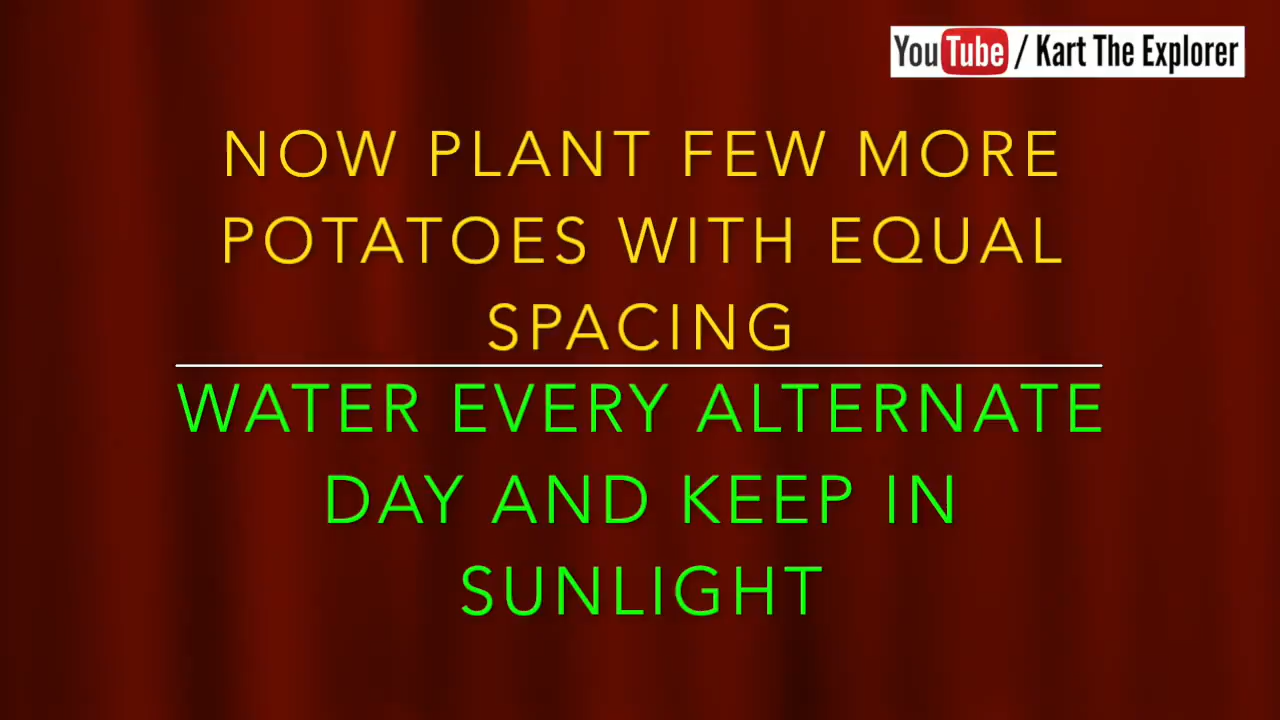 YouTube / Kart The Explorer
NOW PLANT FEW MORE
POTATOES WITH EQUAL
SPACING
WATER EVERY ALTERNATE
DAY AND KEEP IN
SUNLIGHT